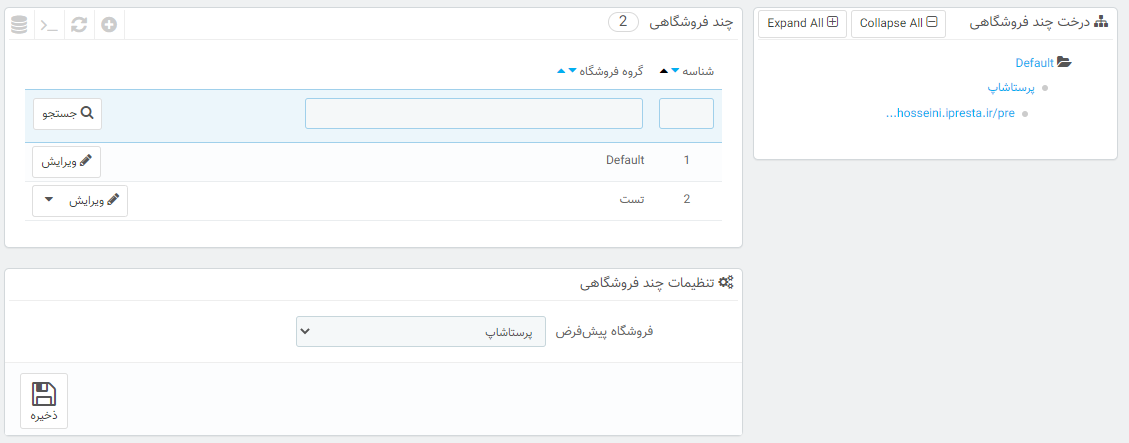 درخت چند فروشگاهی
Collapse All
Expand All
Default
پرستاشاپ
hosseini.ipresta.ir/pre...
چند فروشگاهی 2
شناسه گروه فروشگاه
جستجو
1 Default ویرایش
2 تست ویرایش
تنظیمات چند فروشگاهی
فروشگاه پیش‌فرض پرستاشاپ
ذخیره